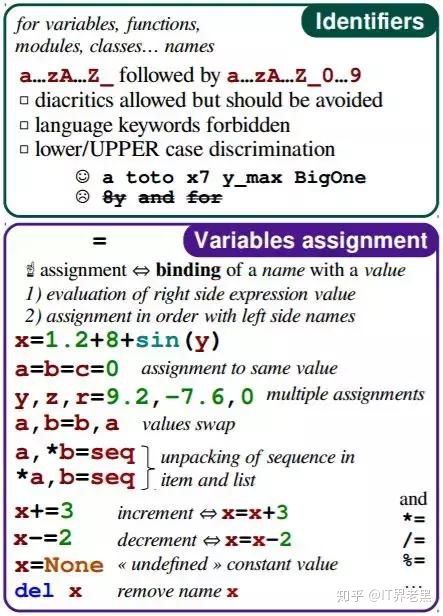 Identifiers
for variables, functions,
modules, classes… names
a…zA…Z_ followed by a…zA…Z_0…9
□ diacritics allowed but should be avoided
□ language keywords forbidden
□ lower/UPPER case discrimination
☺ a toto x7 y_max BigOne
☹ 8y and for
= Variables assignment
☝ assignment ⇔ binding of a name with a value
1) evaluation of right side expression value
2) assignment in order with left side names
x=1.2+8+sin(y)
a=b=c=0 assignment to same value
y,z,r=9.2,-7.6,0 multiple assignments
a,b=b,a values swap
a,*b=seq unpacking of sequence in
*a,b=seq item and list
x+=3 increment ⇔ x=x+3
x-=2 decrement ⇔ x=x-2
x=None « undefined » constant value
del x remove name x
and
*=
/=
%=
…
知乎 @IT界老黑